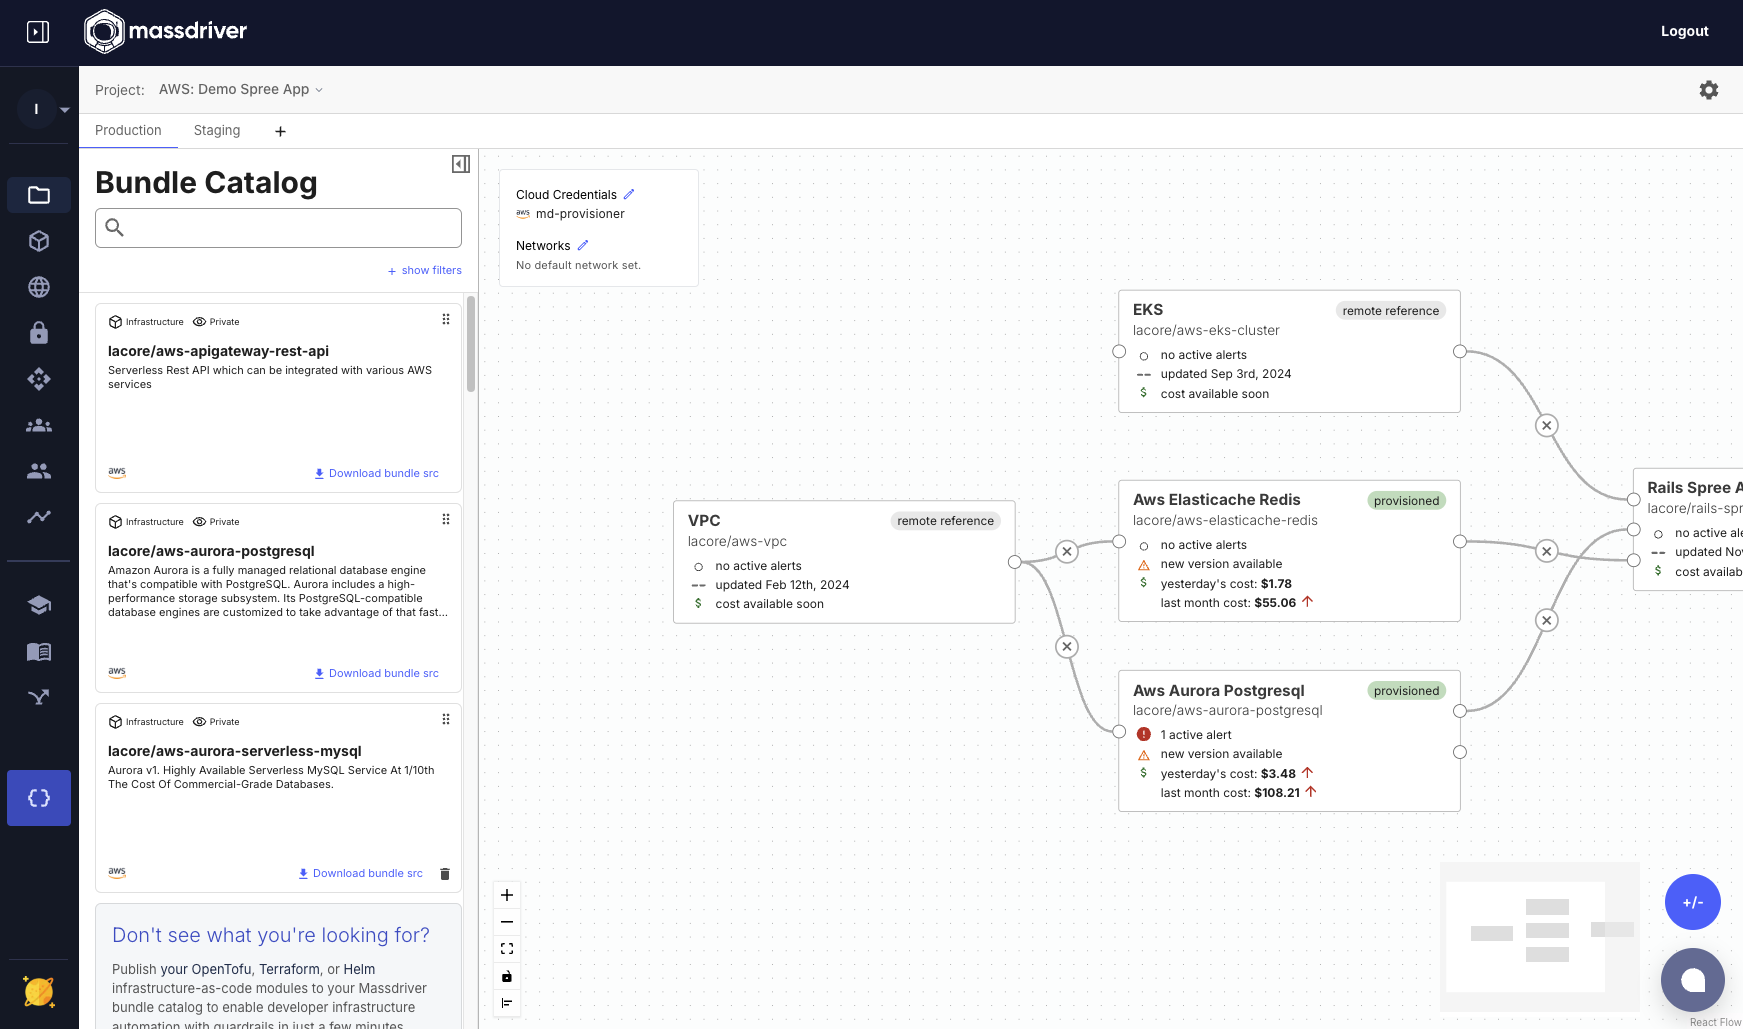 massdriver
Logout
Project: AWS: Demo Spree App
I
Production Staging +
Bundle Catalog
+ show filters
Infrastructure Private
lacore/aws-apigateway-rest-api
Serverless Rest API which can be integrated with various AWS
services
aws Download bundle src
Infrastructure Private
lacore/aws-aurora-postgresql
Amazon Aurora is a fully managed relational database engine
that's compatible with PostgreSQL. Aurora includes a high-
performance storage subsystem. Its PostgreSQL-compatible
database engines are customized to take advantage of that fast...
aws Download bundle src
Infrastructure Private
lacore/aws-aurora-serverless-mysql
Aurora v1. Highly Available Serverless MySQL Service At 1/10th
The Cost Of Commercial-Grade Databases.
aws Download bundle src
Don't see what you're looking for?
Publish your OpenTofu, Terraform, or Helm
infrastructure-as-code modules to your Massdriver
bundle catalog to enable developer infrastructure
automation with guardrails in just a few minutes
Cloud Credentials
aws md-provisioner
Networks
No default network set.
VPC remote reference
lacore/aws-vpc
no active alerts
-- updated Feb 12th, 2024
$ cost available soon
EKS remote reference
lacore/aws-eks-cluster
no active alerts
-- updated Sep 3rd, 2024
$ cost available soon
Aws Elasticache Redis provisioned
lacore/aws-elasticache-redis
no active alerts
new version available
$ yesterday's cost: $1.78
last month cost: $55.06
Aws Aurora Postgresql provisioned
lacore/aws-aurora-postgresql
1 active alert
new version available
$ yesterday's cost: $3.48
last month cost: $108.21
Rails Spree A
lacore/rails-spr
no active ale
-- updated Nov
$ cost availab
+/-
React Flow